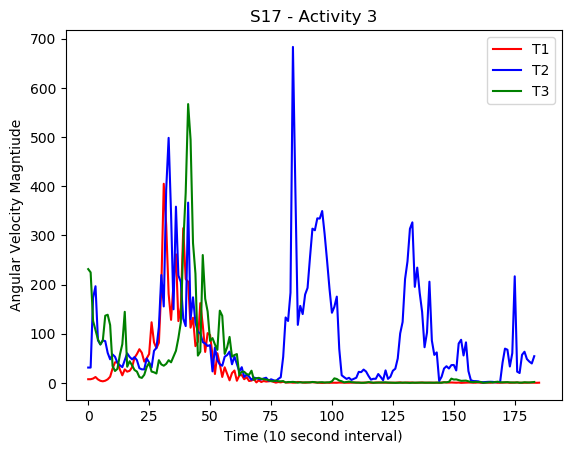 S17 - Activity 3
T1
T2
T3
700
600
500
400
300
200
100
0
Angular Velocity Magntiude
0 25 50 75 100 125 150 175
Time (10 second interval)